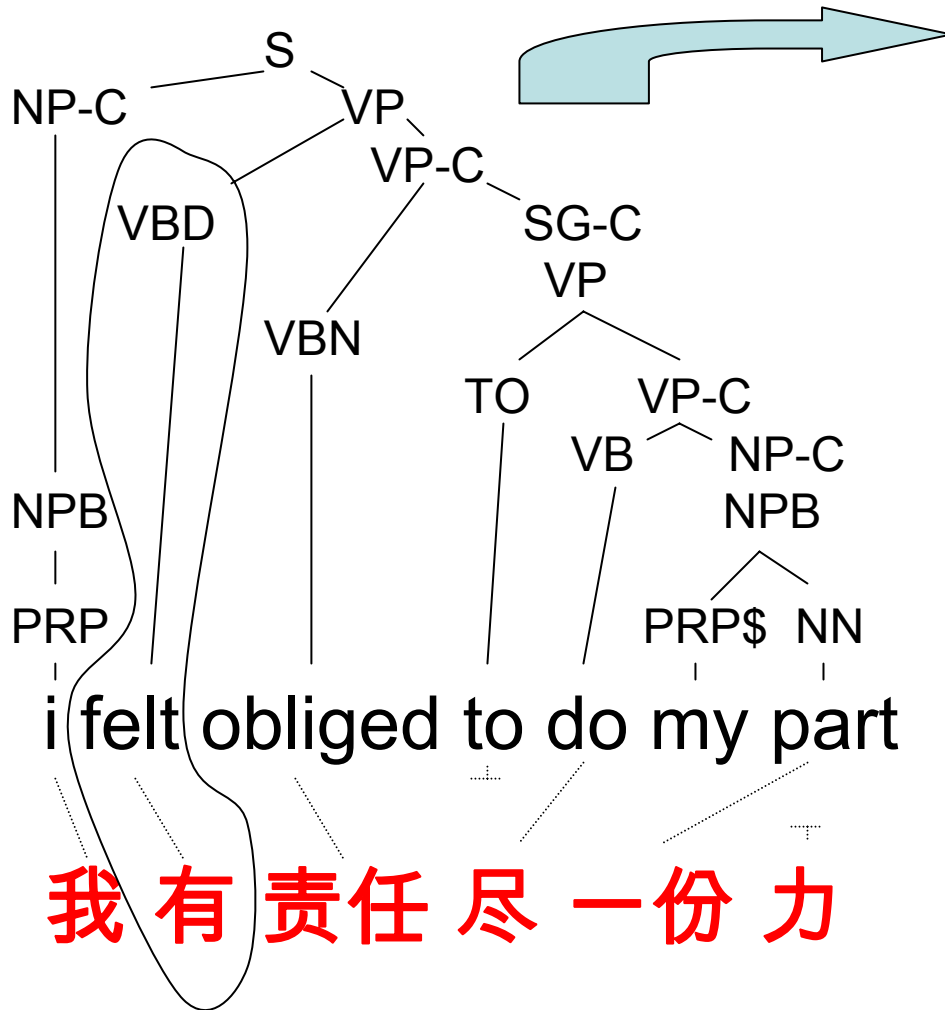 S
NP-C VP
VP-C
VBD SG-C
VP
VBN
TO VP-C
VB NP-C
NPB NPB
PRP PRP$ NN
i felt obliged to do my part
我 有 责任 尽 一份 力